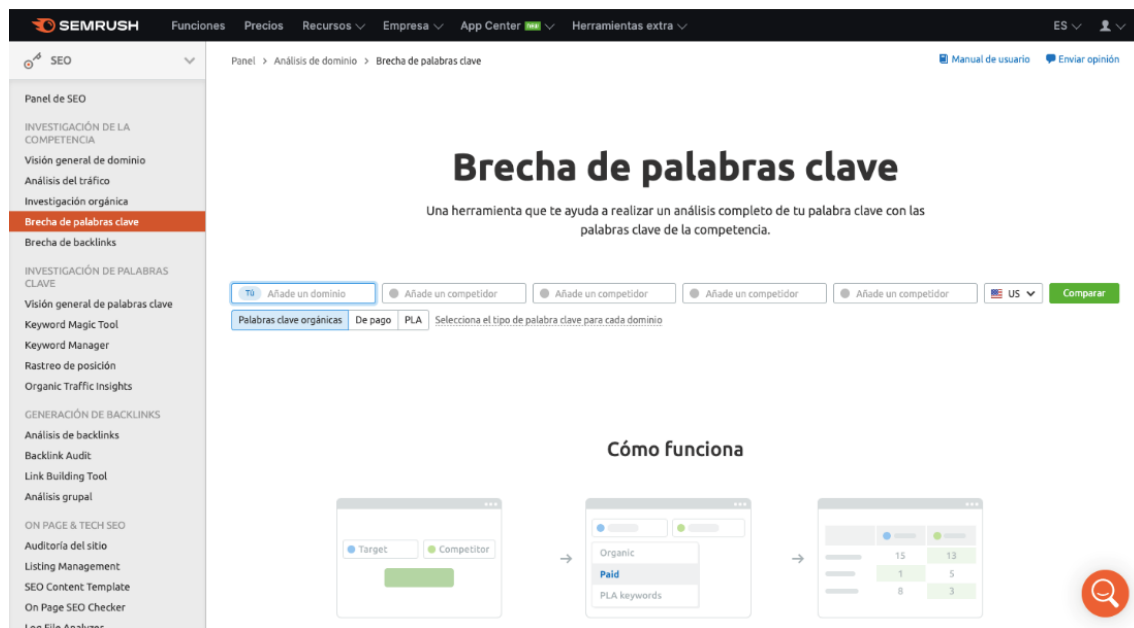 SEMRUSH
Funciones
Precios
Recursos
Empresa
App Center new
Herramientas extra
ES
SEO
Panel > Análisis de dominio > Brecha de palabras clave
Manual de usuario
Enviar opinión
Panel de SEO
INVESTIGACIÓN DE LA
COMPETENCIA
Visión general de dominio
Análisis del tráfico
Investigación orgánica
Brecha de palabras clave
Brecha de backlinks
INVESTIGACIÓN DE PALABRAS
CLAVE
Visión general de palabras clave
Keyword Magic Tool
Keyword Manager
Rastreo de posición
Organic Traffic Insights
GENERACIÓN DE BACKLINKS
Análisis de backlinks
Backlink Audit
Link Building Tool
Análisis grupal
ON PAGE & TECH SEO
Auditoría del sitio
Listing Management
SEO Content Template
On Page SEO Checker
Log File Analyzer
Brecha de palabras clave
Una herramienta que te ayuda a realizar un análisis completo de tu palabra clave con las
palabras clave de la competencia.
Tú Añade un dominio
Añade un competidor
Añade un competidor
Añade un competidor
Añade un competidor
US
Comparar
Palabras clave orgánicas
De pago
PLA
Selecciona el tipo de palabra clave para cada dominio
Cómo funciona
Target
Competitor
Organic
Paid
PLA keywords
15 13
1 5
8 3